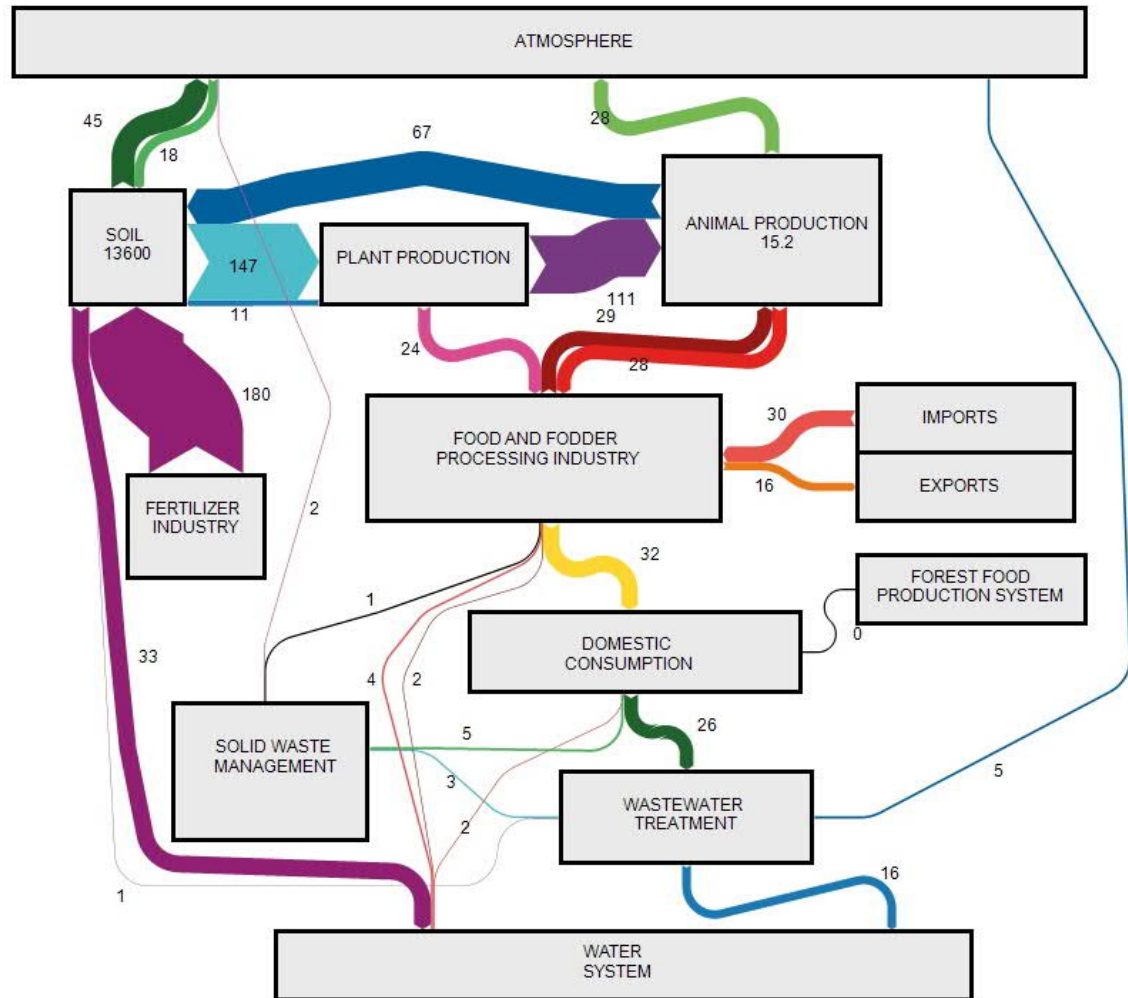 ATMOSPHERE
45
18
28
67
SOIL
13600
147
11
PLANT PRODUCTION
111
ANIMAL PRODUCTION
15.2
24
29
28
180
FOOD AND FODDER
PROCESSING INDUSTRY
30
16
IMPORTS
EXPORTS
FERTILIZER
INDUSTRY
2
32
FOREST FOOD
PRODUCTION SYSTEM
0
1
33
4
2
DOMESTIC
CONSUMPTION
SOLID WASTE
MANAGEMENT
5
3
2
26
WASTEWATER
TREATMENT
5
1
16
WATER
SYSTEM